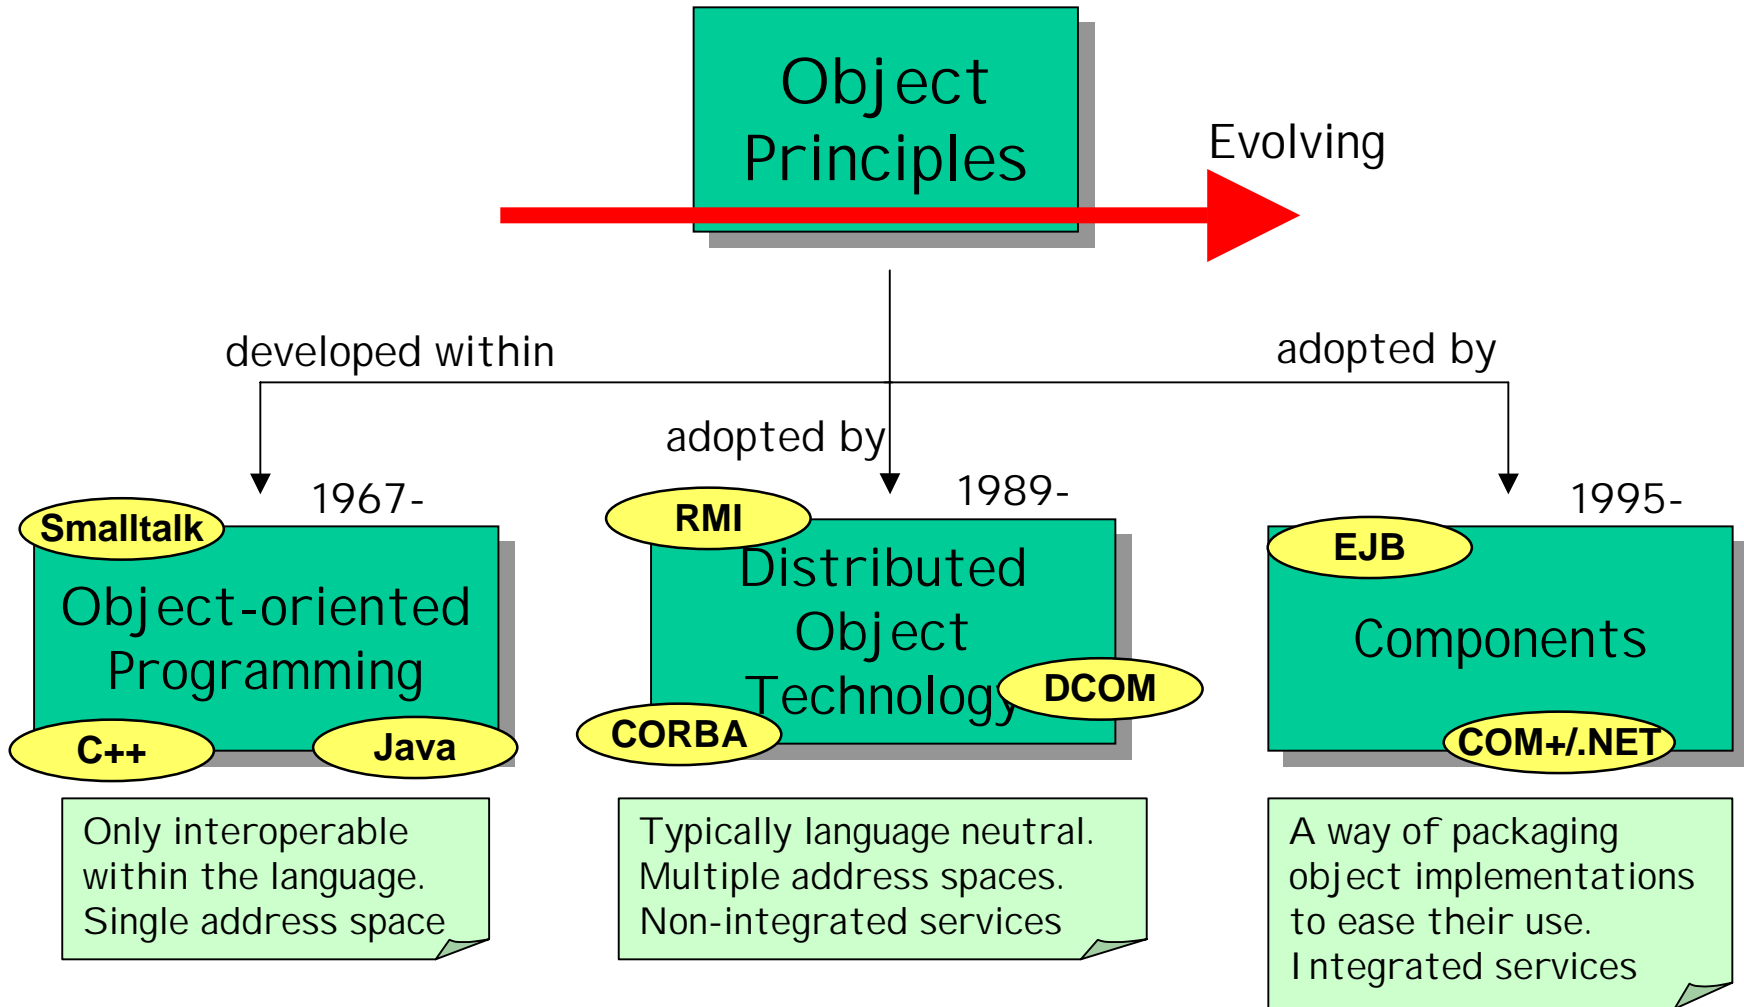 Object
Principles
Evolving
developed within
adopted by
adopted by
1967-
1989-
1995-
Smalltalk
Object-oriented
Programming
C++
Java
RMI
Distributed
Object
Technology
DCOM
CORBA
EJB
Components
COM+/.NET
Only interoperable
within the language.
Single address space
Typically language neutral.
Multiple address spaces.
Non-integrated services
A way of packaging
object implementations
to ease their use.
Integrated services